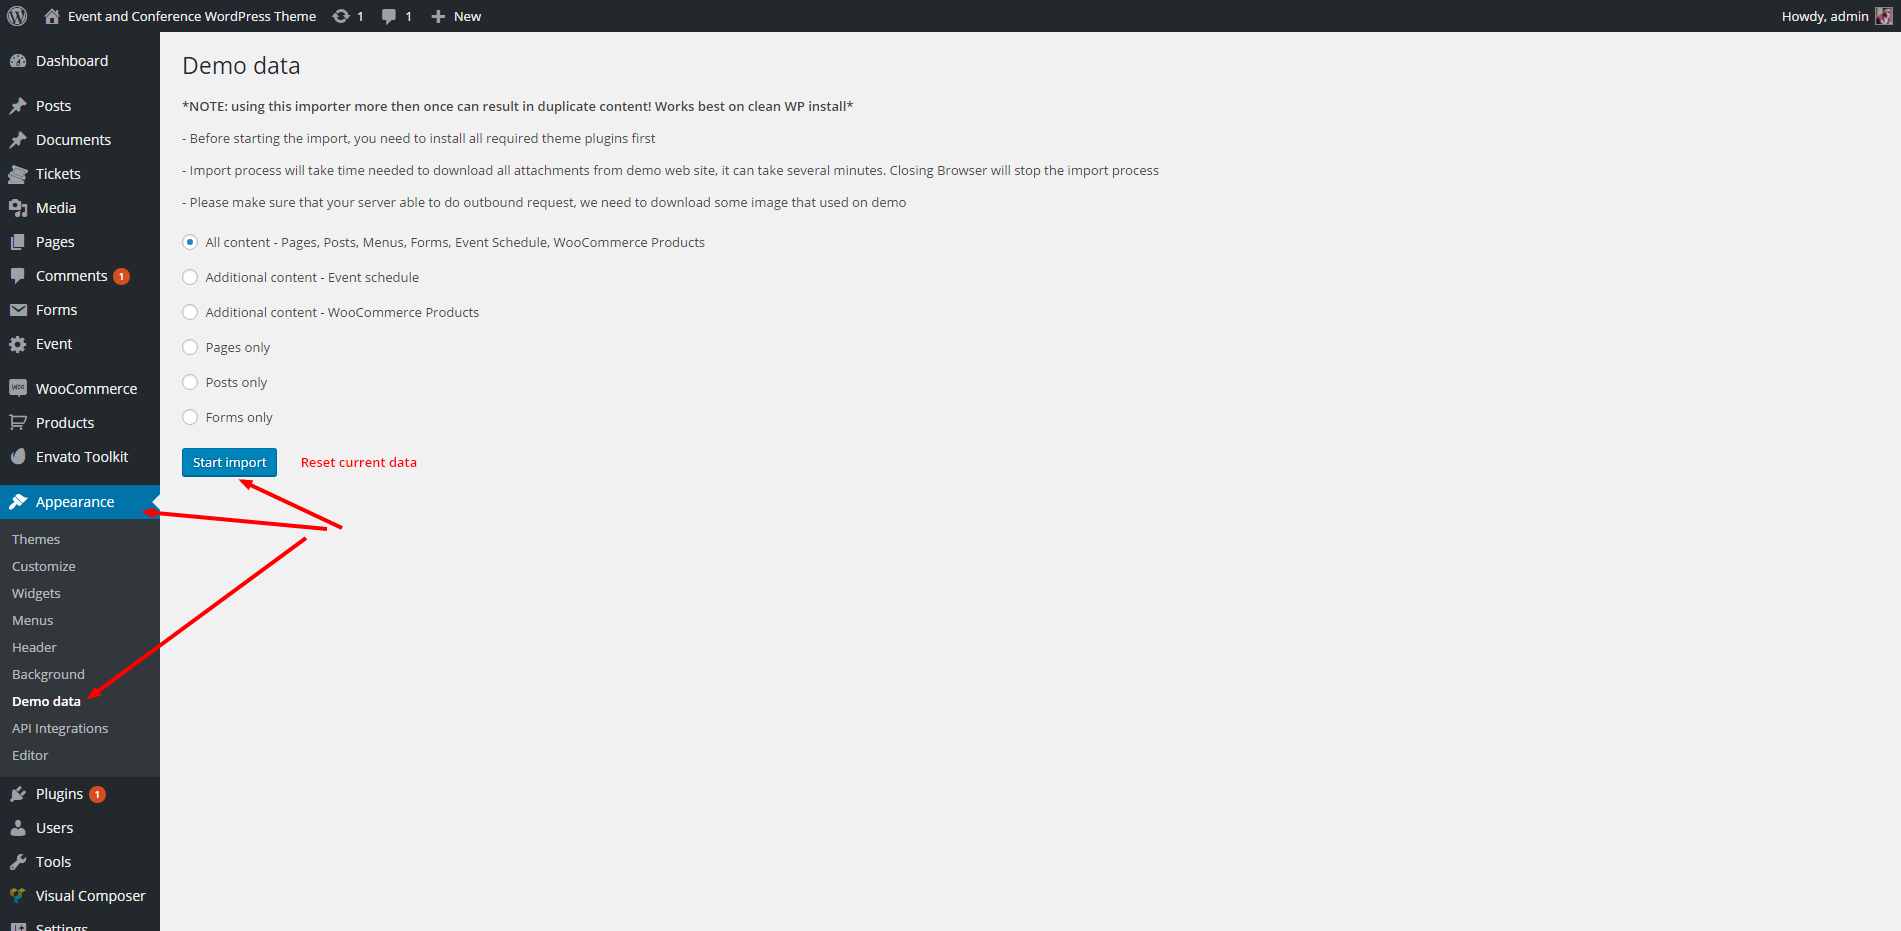 Event and Conference WordPress Theme 1 1 New Howdy, admin
Dashboard
Posts
Documents
Tickets
Media
Pages
Comments 1
Forms
Event
WOO WooCommerce
Products
Envato Toolkit
Appearance
Themes
Customize
Widgets
Menus
Header
Background
Demo data
API Integrations
Editor
Plugins 1
Users
Tools
Visual Composer
Settings
Demo data
*NOTE: using this importer more then once can result in duplicate content! Works best on clean WP install*
- Before starting the import, you need to install all required theme plugins first
- Import process will take time needed to download all attachments from demo web site, it can take several minutes. Closing Browser will stop the import process
- Please make sure that your server able to do outbound request, we need to download some image that used on demo
All content - Pages, Posts, Menus, Forms, Event Schedule, WooCommerce Products
Additional content - Event schedule
Additional content - WooCommerce Products
Pages only
Posts only
Forms only
Start import Reset current data